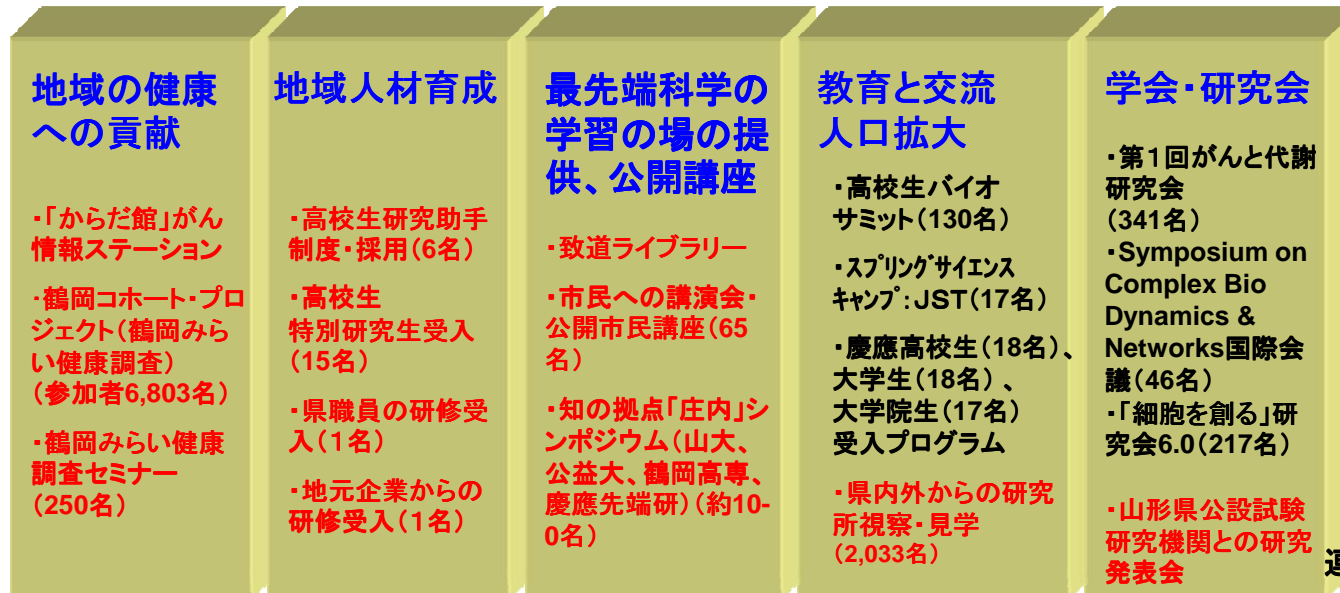 地域の健康
への貢献
・「からだ館」がん
情報ステーション
・鶴岡コホート・プロ
ジェクト(鶴岡みら
い健康調査)
(参加者6,803名)
・鶴岡みらい健康
調査セミナー
(250名)
地域人材育成
・高校生研究助手
制度・採用(6名)
・高校生
特別研究生受入
(15名)
・県職員の研修受
入(1名)
・地元企業からの
研修受入(1名)
最先端科学の
学習の場の提
供、公開講座
・致道ライブラリー
・市民への講演会・
公開市民講座(65
名)
・知の拠点「庄内」シ
ンポジウム(山大、
公益大、鶴岡高専、
慶應先端研)(約10-
0名)
教育と交流
人口拡大
・高校生バイオ
サミット(130名)
・スプリングサイエンス
キャンプ:JST(17名)
・慶應高校生(18名)、
大学生(18名)、
大学院生(17名)
受入プログラム
・県内外からの研究
所視察・見学
(2,033名)
学会・研究会
・第1回がんと代謝
研究会
(341名)
・Symposium on
Complex Bio
Dynamics &
Networks国際会
議(46名)
・「細胞を創る」研
究会6.0(217名)
・山形県公設試験
研究機関との研究
発表会